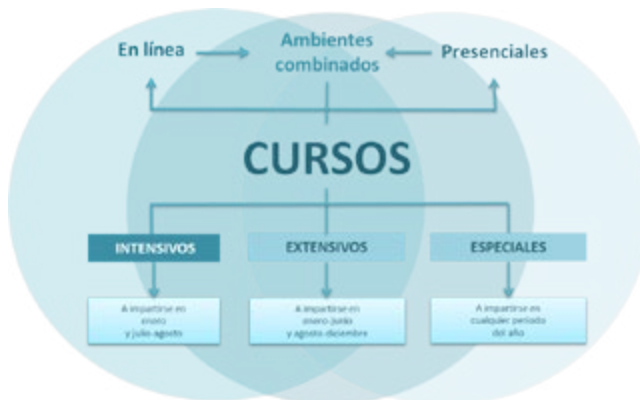 En línea
Ambientes
combinados
Presenciales
CURSOS
INTENSIVOS
EXTENSIVOS
ESPECIALES
A impartirse en
enero
y julio-agosto
A impartirse en
enero-junio
y agosto-diciembre
A impartirse en
cualquier periodo
del año